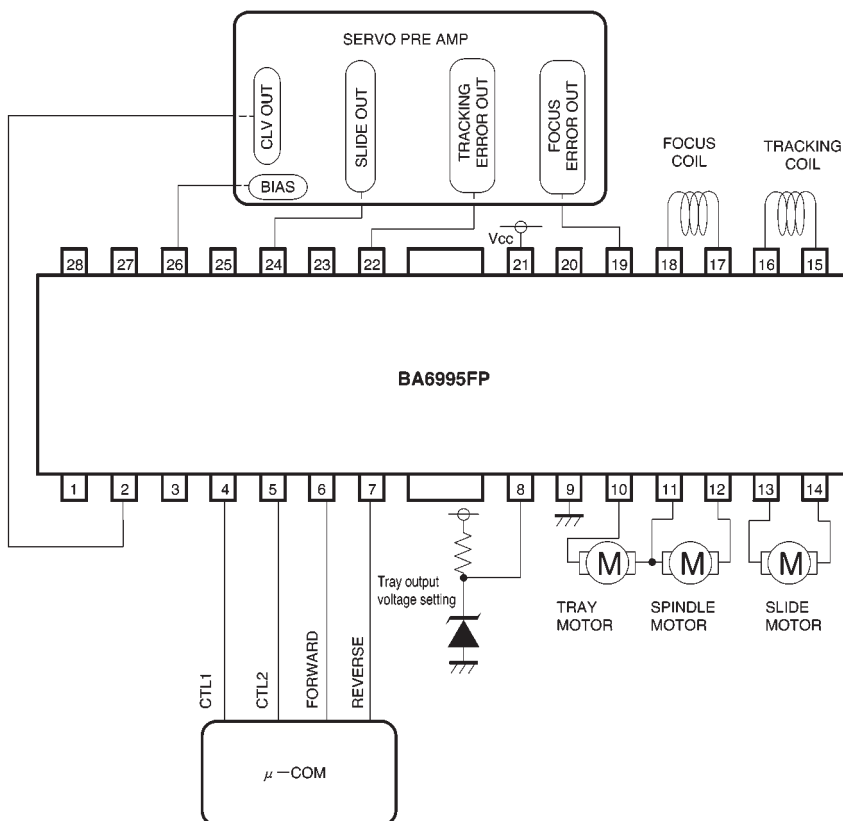 SERVO PRE AMP
CLV OUT
SLIDE OUT
TRACKING
ERROR OUT
FOCUS
ERROR OUT
BIAS
FOCUS
COIL
TRACKING
COIL
Vcc
28 27 26 25 24 23 22 21 20 19 18 17 16 15
BA6995FP
1 2 3 4 5 6 7 8 9 10 11 12 13 14
M M M
Tray output
voltage setting
TRAY
MOTOR
SPINDLE
MOTOR
SLIDE
MOTOR
CTL1
CTL2
FORWARD
REVERSE
μ-COM